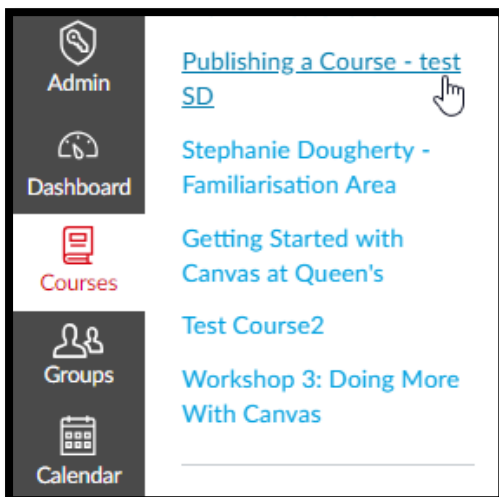 Admin
Dashboard
Courses
Groups
Calendar
Publishing a Course - test
SD
Stephanie Dougherty -
Familiarisation Area
Getting Started with
Canvas at Queen's
Test Course2
Workshop 3: Doing More
With Canvas